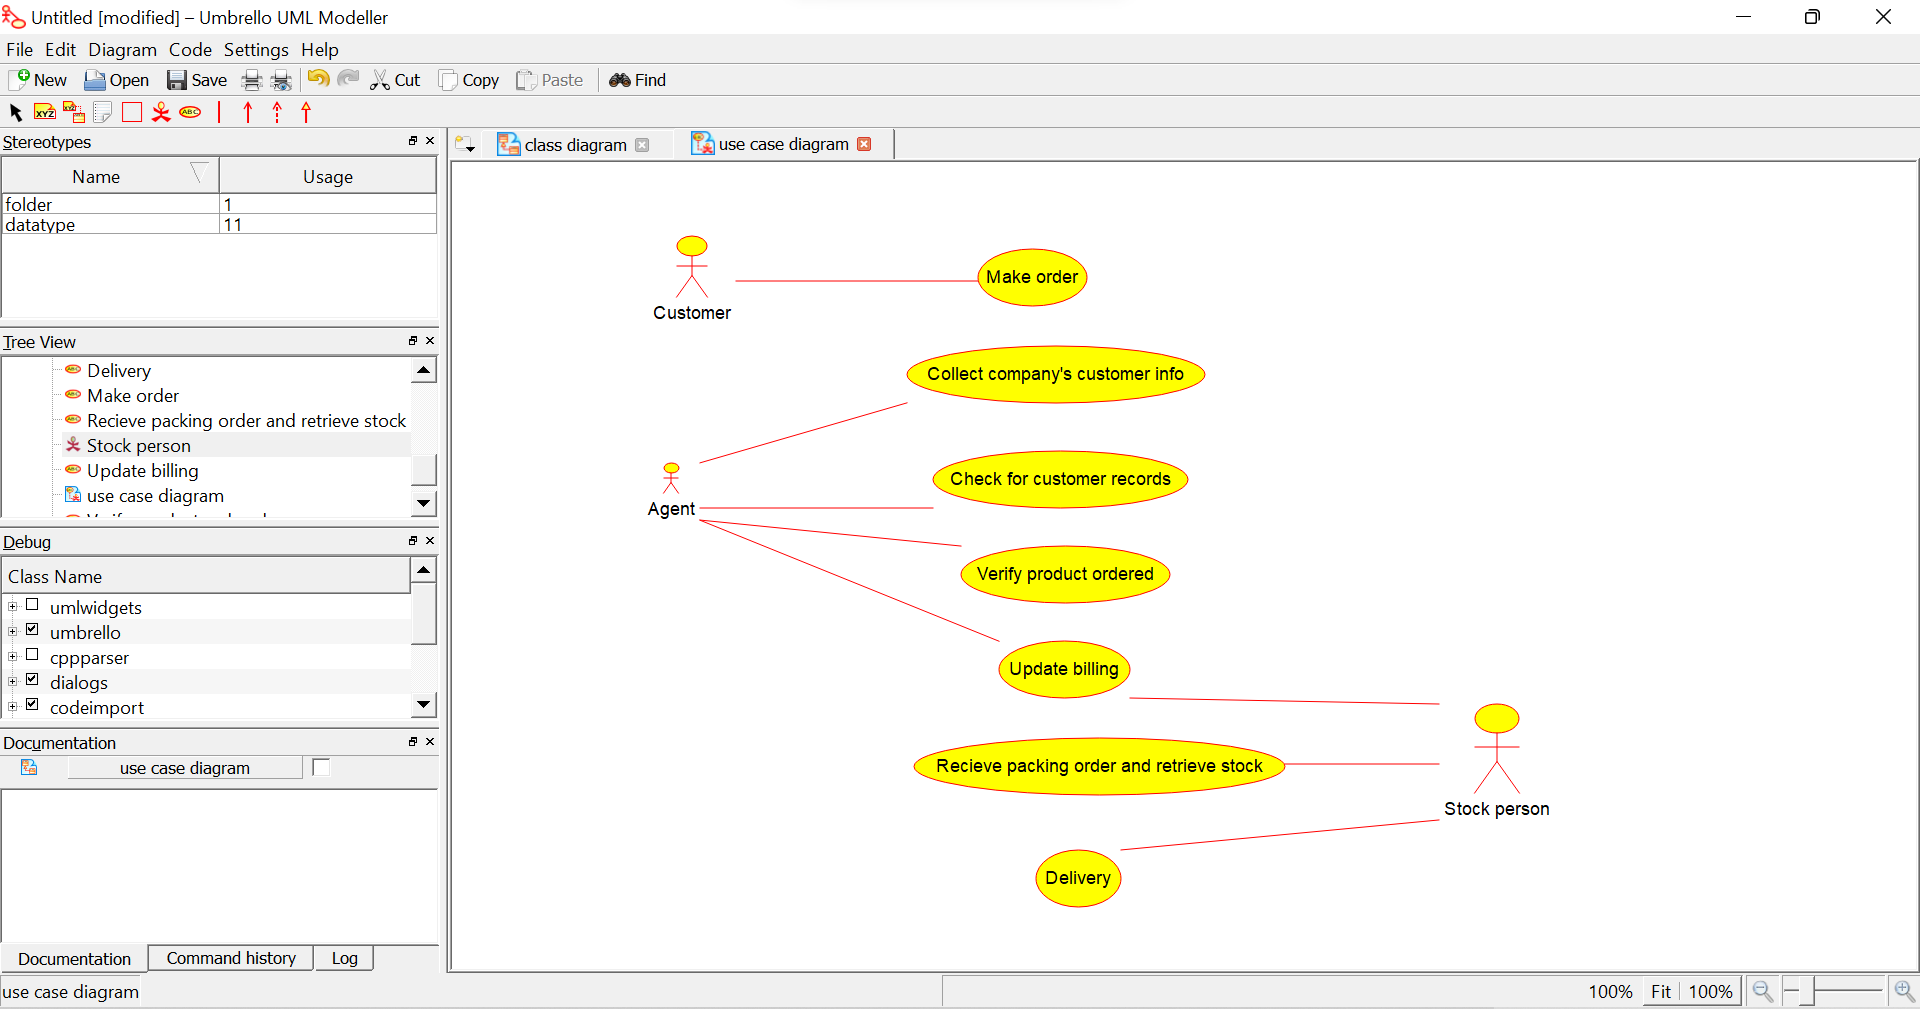 Untitled [modified] – Umbrello UML Modeller
File Edit Diagram Code Settings Help
New Open Save Cut Copy Paste Find
XYZ XYZ ABC
Stereotypes
Name Usage
folder 1
datatype 11
Tree View
Delivery
Make order
Recieve packing order and retrieve stock
Stock person
Update billing
use case diagram
Debug
Class Name
umlwidgets
umbrello
cppparser
dialogs
codeimport
Documentation
use case diagram
Documentation Command history Log
use case diagram
class diagram use case diagram
Customer
Make order
Collect company's customer info
Agent
Check for customer records
Verify product ordered
Update billing
Recieve packing order and retrieve stock
Stock person
Delivery
100% Fit 100%